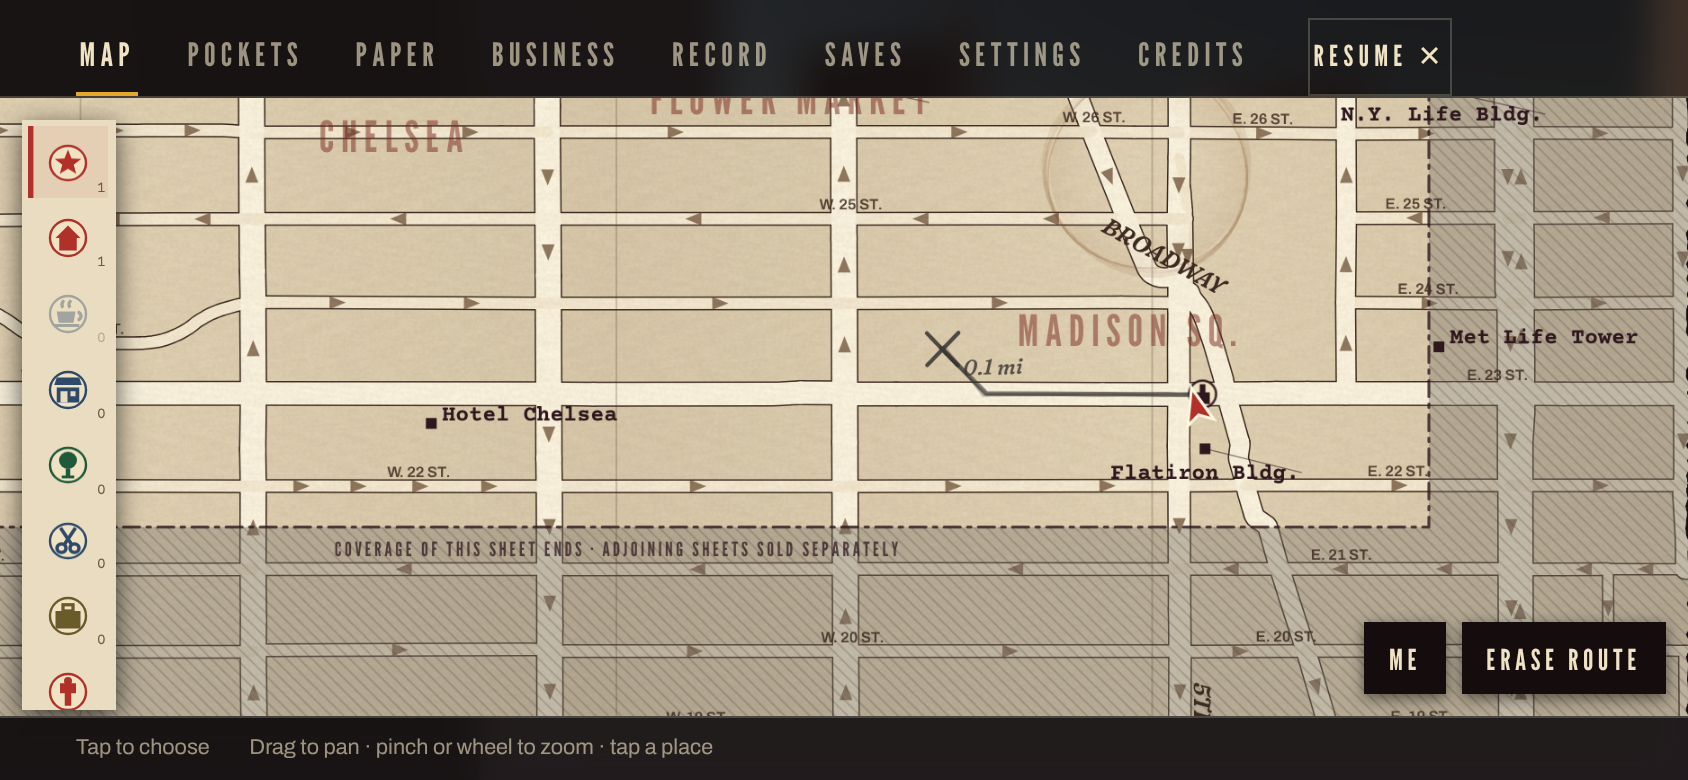 MAP POCKETS PAPER BUSINESS RECORD SAVES SETTINGS CREDITS RESUME ✕
FLOWER MARKET
CHELSEA
W. 26 ST.
E. 26 ST.
N.Y. Life Bldg.
1
W. 25 ST.
E. 25 ST.
BROADWAY
1
E. 24 ST.
MADISON SQ.
T.
0
Met Life Tower
0.1 mi
E. 23 ST.
Hotel Chelsea
0
W. 22 ST.
Flatiron Bldg.
E. 22 ST.
0
COVERAGE OF THIS SHEET ENDS · ADJOINING SHEETS SOLD SEPARATELY
E. 21 ST.
0
W. 20 ST.
E. 20 ST.
0
ME
ERASE ROUTE
Tap to choose
Drag to pan · pinch or wheel to zoom · tap a place